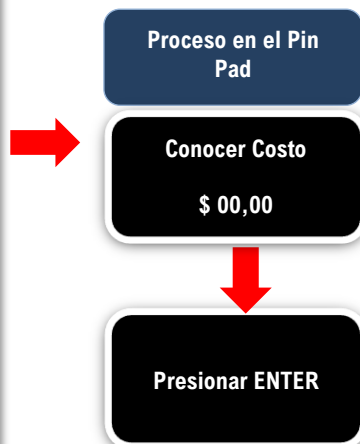 Proceso en el Pin
Pad
Conocer Costo
$ 00,00
Presionar ENTER